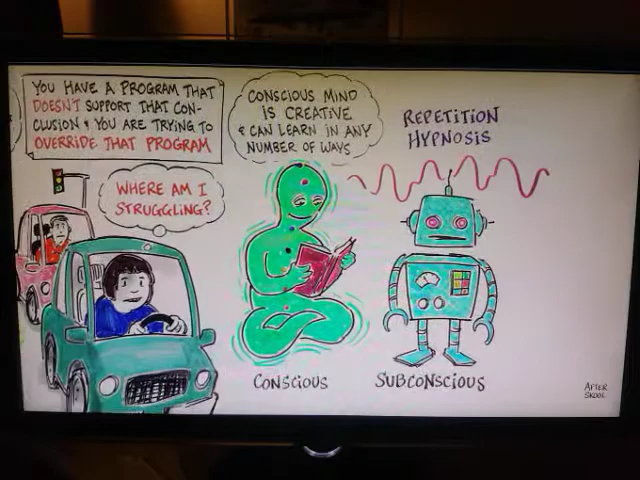 YOU HAVE A PROGRAM THAT
DOESN'T SUPPORT THAT CON-
CLUSION & YOU ARE TRYING TO
OVERRIDE THAT PROGRAM
WHERE AM I
STRUGGLING?
CONSCIOUS MIND
IS CREATIVE
& CAN LEARN IN ANY
NUMBER OF WAYS
CONSCIOUS
REPETITION
HYPNOSIS
SUBCONSCIOUS
AFTER
SKOOL